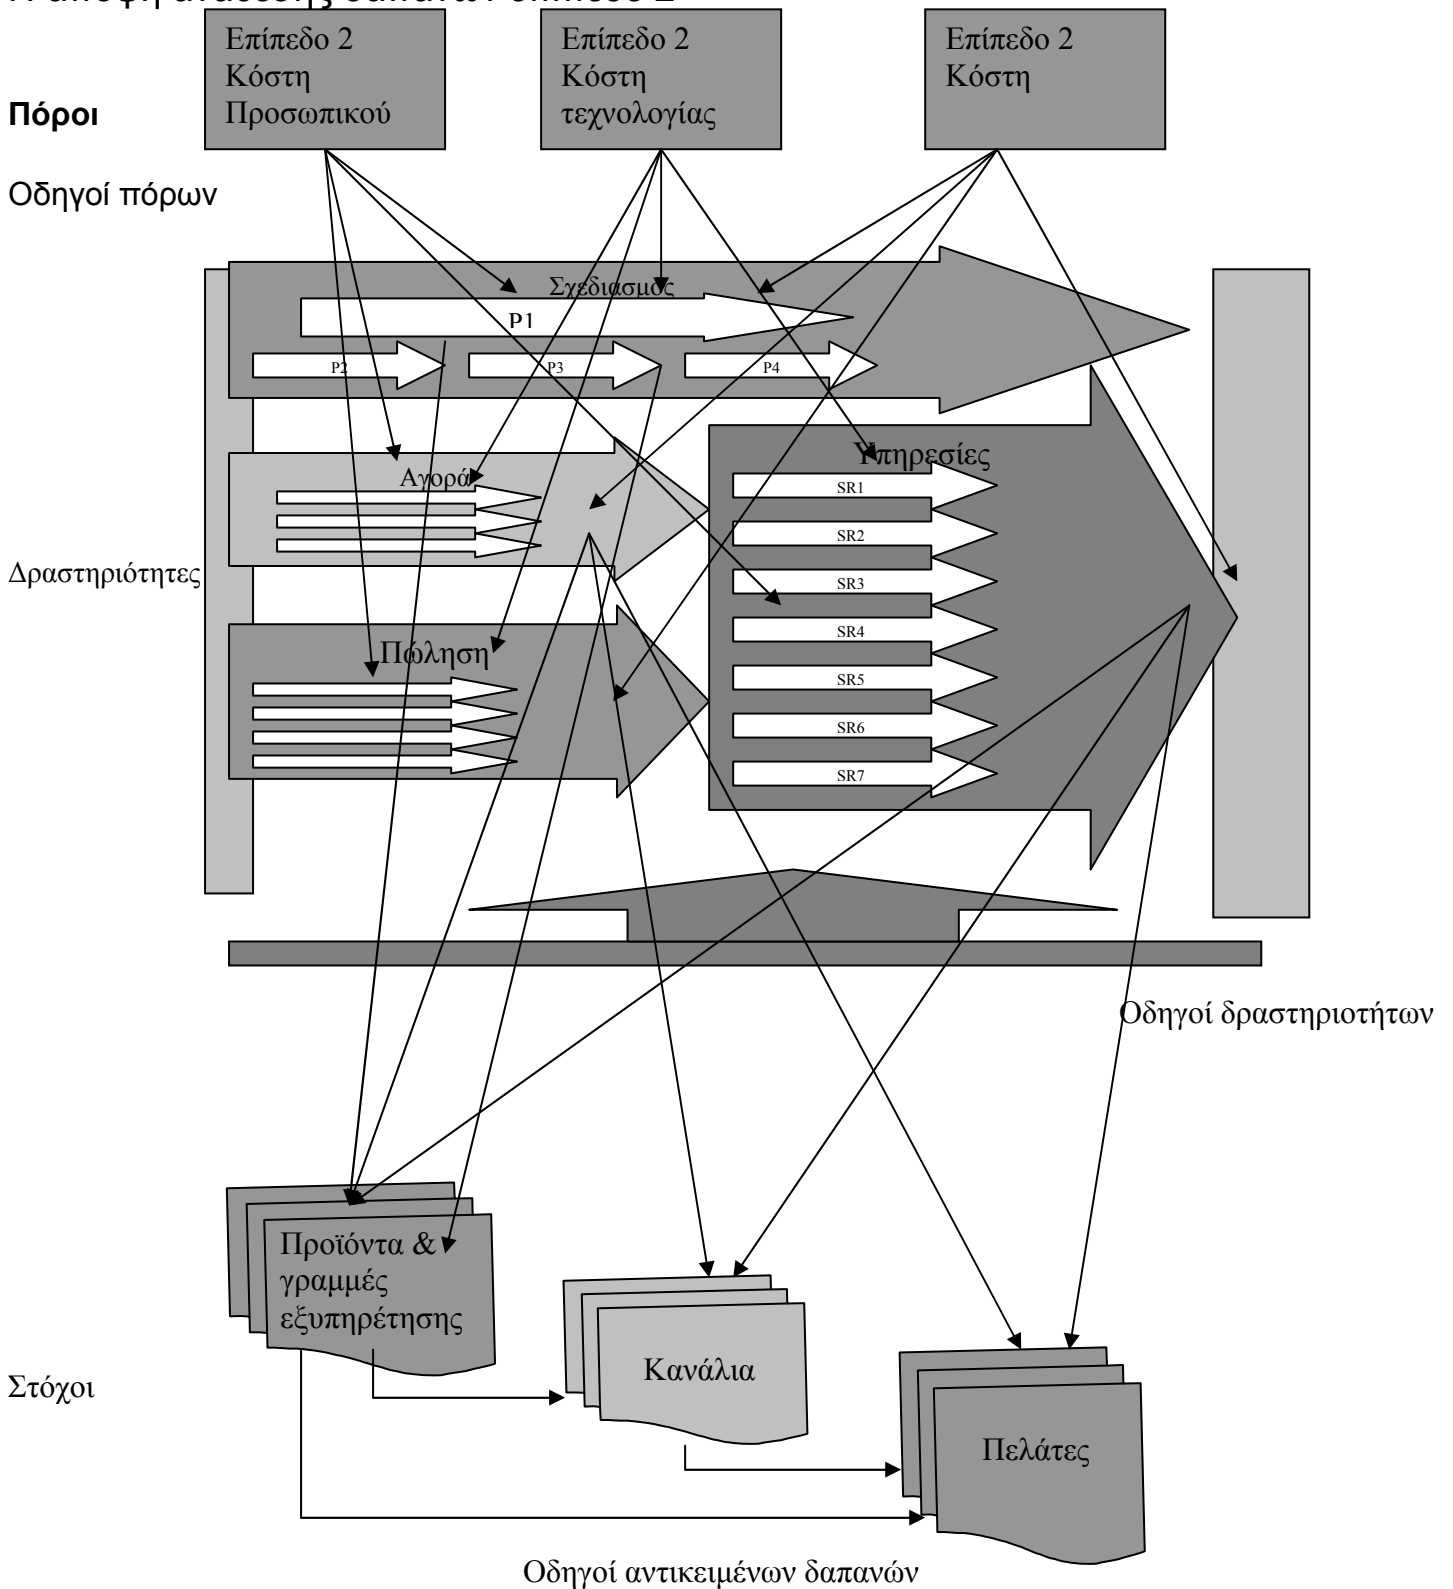 Επίπεδο 2
Κόστη
Προσωπικού
Επίπεδο 2
Κόστη
τεχνολογίας
Επίπεδο 2
Κόστη
Πόροι
Οδηγοί πόρων
Σχεδιασμός
P1
P2
P3
P4
Αγορά
Υπηρεσίες
SR1
SR2
SR3
SR4
SR5
SR6
SR7
Δραστηριότητες
Πώληση
Οδηγοί δραστηριοτήτων
Προϊόντα &
γραμμές
εξυπηρέτησης
Κανάλια
Στόχοι
Πελάτες
Οδηγοί αντικειμένων δαπανών